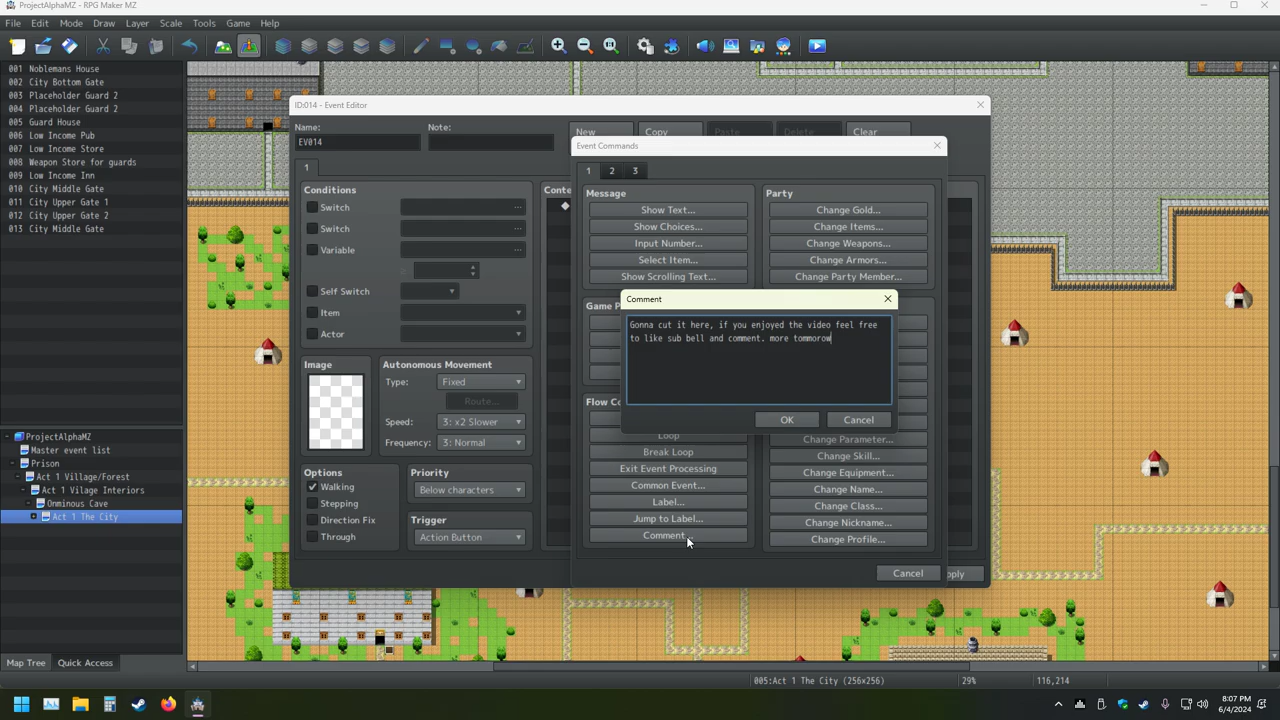 ProjectAlphaMZ - RPG Maker MZ
File Edit Mode Draw Layer Scale Tools Game Help
001 Noblemans House
002 City Bottom Gate
003 Placeholder Guard 2
004 Placeholder Guard 2
005 Guard House
006 Low Income Pub
007 Low Income Store
008 Weapon Store for guards
009 Low Income Inn
010 City Middle Gate
011 City Upper Gate 1
012 City Upper Gate 2
013 City Middle Gate
ProjectAlphaMZ
Master event list
Prison
Act 1 Village/Forest
Act 1 Vilage Interiors
Onminous Cave
Act 1 The City
Map Tree Quick Access
ID:014 - Event Editor
Name:
EV014
Note:
New Copy Paste Delete Clear
1
Conditions
Switch
Switch
Variable
Self Switch
Item
Actor
Image
Autonomous Movement
Type: Fixed
Route...
Speed: 3: x2 Slower
Frequency: 3: Normal
Options
Walking
Stepping
Direction Fix
Through
Priority
Below characters
Trigger
Action Button
Conte
Event Commands
1 2 3
Message
Show Text...
Show Choices...
Input Number...
Select Item...
Show Scrolling Text...
Party
Change Gold...
Change Items...
Change Weapons...
Change Armors...
Change Party Member...
Game P
Flow Co
Loop
Break Loop
Exit Event Processing
Common Event...
Label...
Jump to Label...
Comment...
Change Parameter...
Change Skill...
Change Equipment...
Change Name...
Change Class...
Change Nickname...
Change Profile...
Cancel
pply
Comment
Gonna cut it here, if you enjoyed the video feel free
to like sub bell and comment. more tommorow
OK Cancel
005:Act 1 The City (256x256) 29% 116,214
8:07 PM
6/4/2024